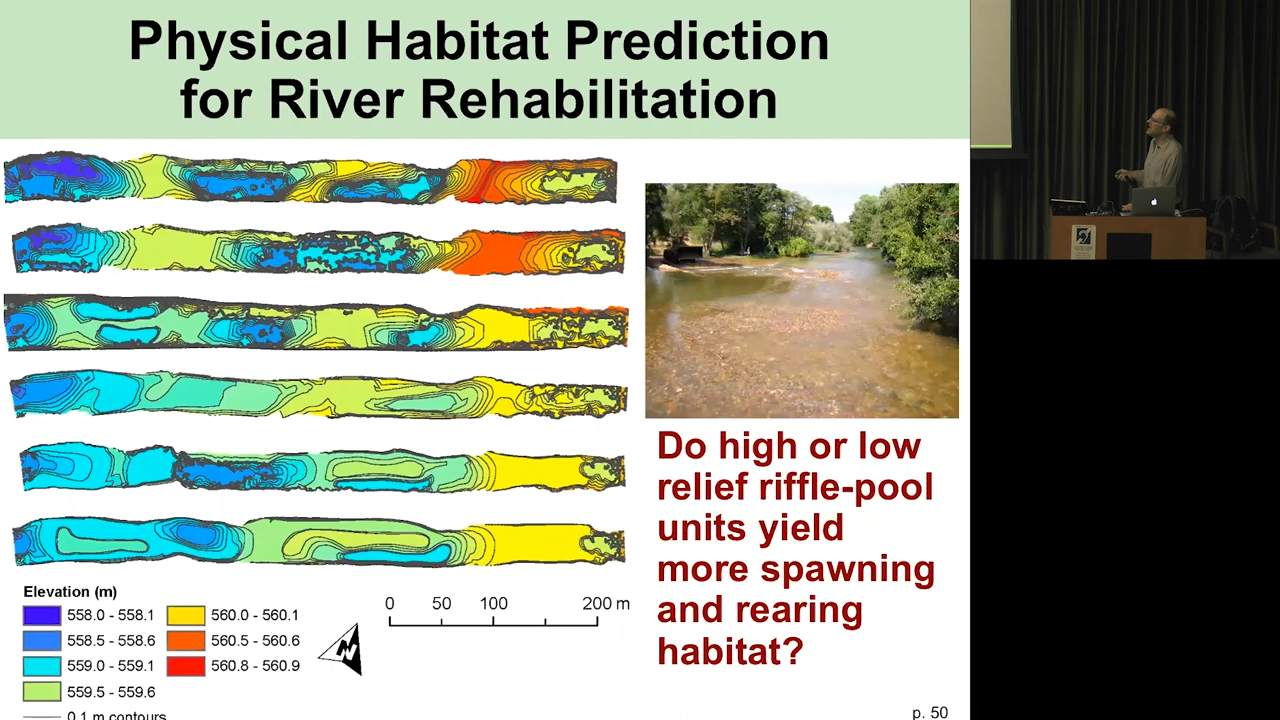 Physical Habitat Prediction
for River Rehabilitation
Do high or low
relief riffle-pool
units yield
more spawning
and rearing
habitat?
Elevation (m)
558.0 - 558.1
558.5 - 558.6
559.0 - 559.1
559.5 - 559.6
560.0 - 560.1
560.5 - 560.6
560.8 - 560.9
0.1 m contours
N
0 50 100 200 m
p. 50